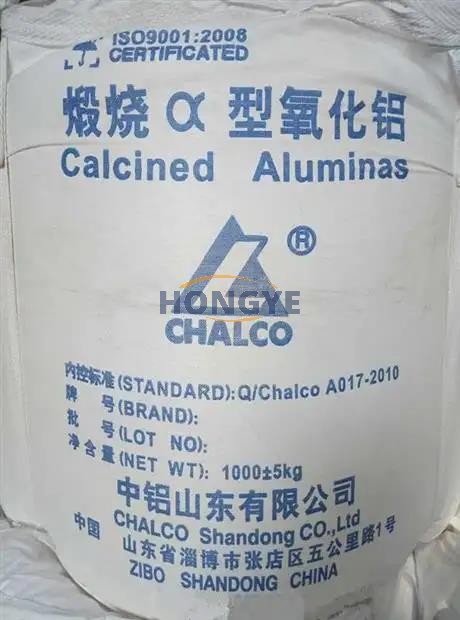 ISO9001:2008
CERTIFICATED
煅烧α型氧化铝
Calcined Aluminas
®
HONGYE
CHALCO
内控标准(STANDARD):Q/Chalco A017-2010
牌 号(BRAND):
批 号(LOT NO):
净含量(NET WT): 1000±5kg
中铝山东有限公司
CHALCO Shandong CO.,Ltd
中国 山东省淄博市张店区五公里路1号
ZIBO SHANDONG CHINA